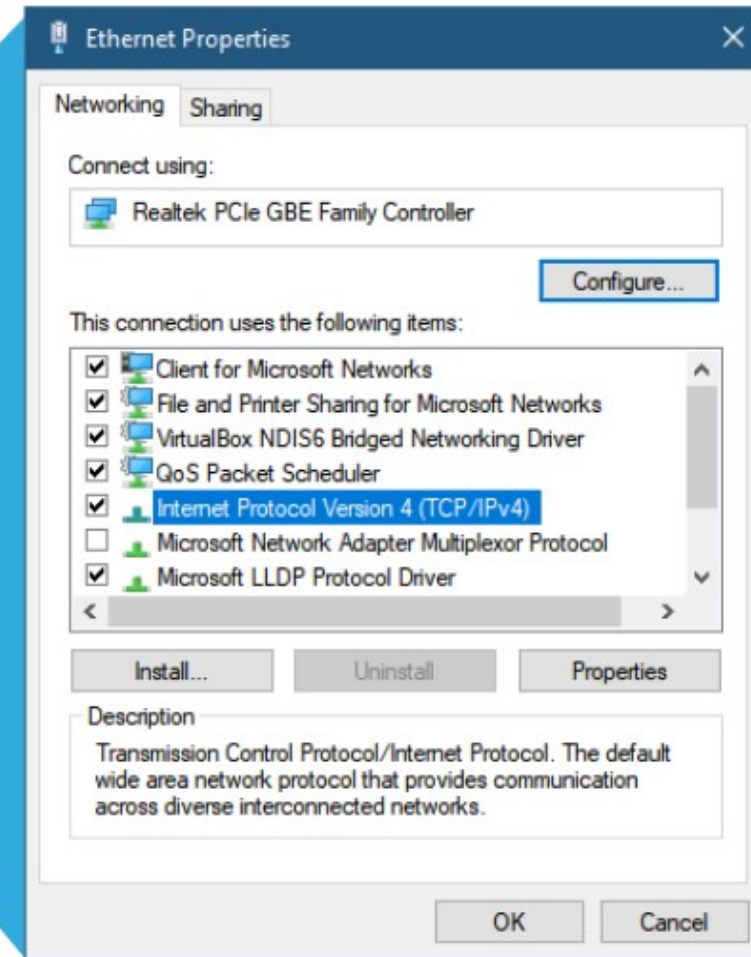 Ethernet Properties
Networking
Sharing
Connect using:
Realtek PCIe GBE Family Controller
Configure...
This connection uses the following items:
Client for Microsoft Networks
File and Printer Sharing for Microsoft Networks
VirtualBox NDIS6 Bridged Networking Driver
QoS Packet Scheduler
Internet Protocol Version 4 (TCP/IPv4)
Microsoft Network Adapter Multiplexor Protocol
Microsoft LLDP Protocol Driver
Install...
Uninstall
Properties
Description
Transmission Control Protocol/Internet Protocol. The default
wide area network protocol that provides communication
across diverse interconnected networks.
OK
Cancel